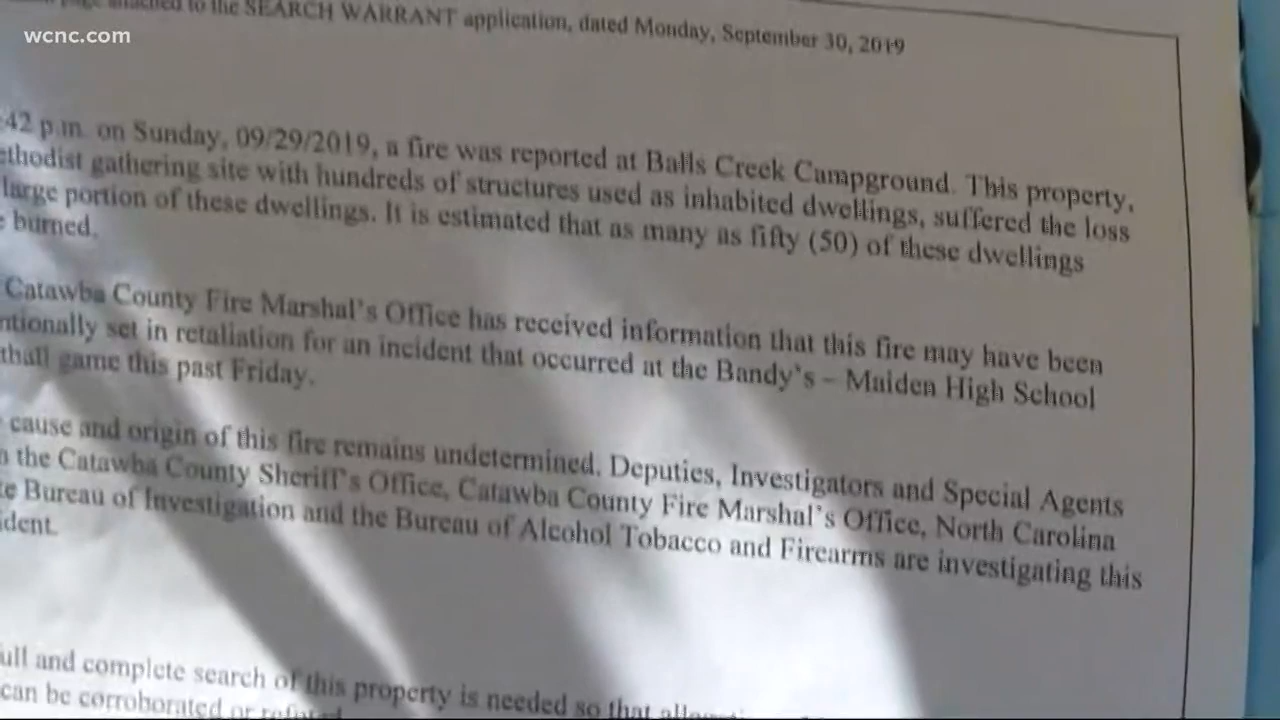 wcnc.com
page attached to the SEARCH WARRANT application, dated Monday, September 30, 2019
42 p.m. on Sunday, 09/29/2019, a fire was reported at Balls Creek Campground. This property,
ethodist gathering site with hundreds of structures used as inhabited dwellings, suffered the loss
large portion of these dwellings. It is estimated that as many as fifty (50) of these dwellings
e burned.
Catawba County Fire Marshal's Office has received information that this fire may have been
ntionally set in retaliation for an incident that occurred at the Bandy's – Maiden High School
tball game this past Friday.
cause and origin of this fire remains undetermined. Deputies, Investigators and Special Agents
the Catawba County Sheriff's Office, Catawba County Fire Marshal's Office, North Carolina
te Bureau of Investigation and the Bureau of Alcohol Tobacco and Firearms are investigating this
ident.
ull and complete search of this property is needed so that
can be corroborated or